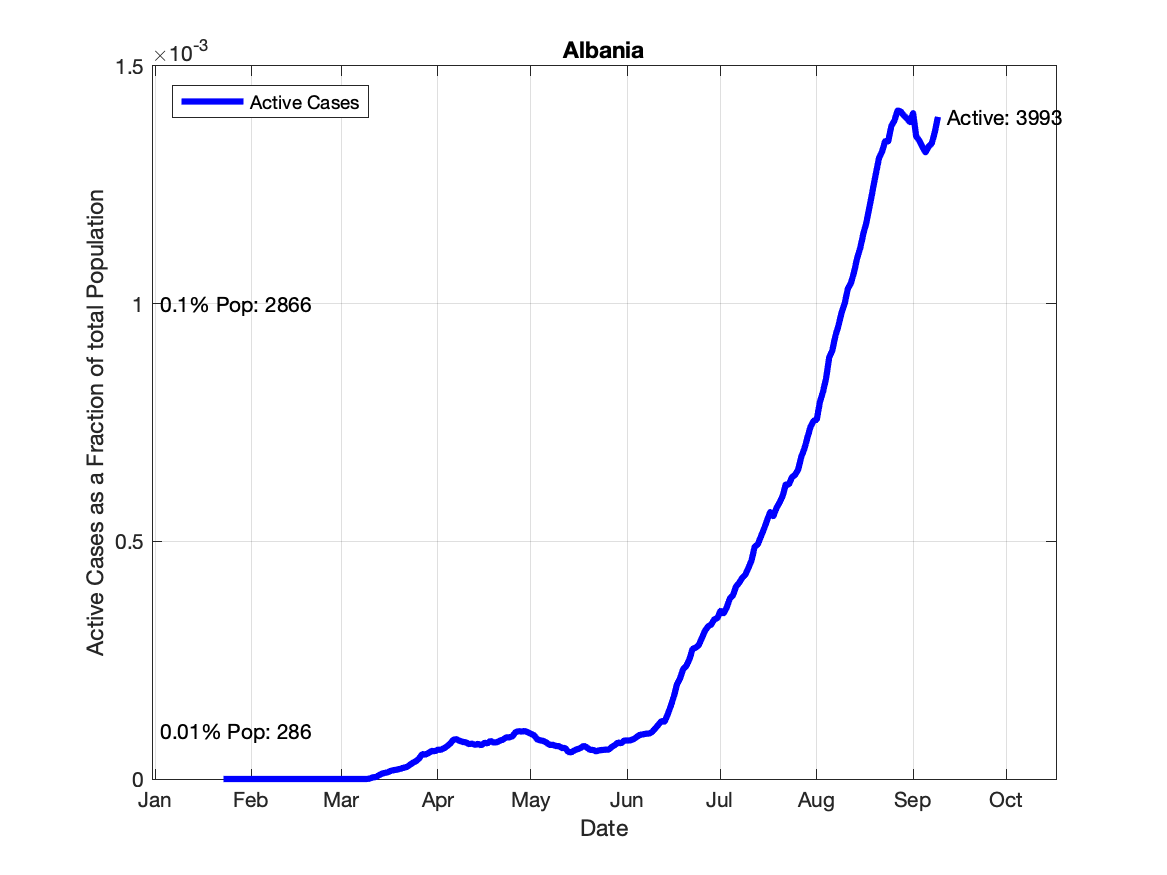 Albania
×10-3
1.5
Active Cases
Active: 3993
1
0.1% Pop: 2866
0.5
0.01% Pop: 286
0
Jan Feb Mar Apr May Jun Jul Aug Sep Oct
Date
Active Cases as a Fraction of total Population